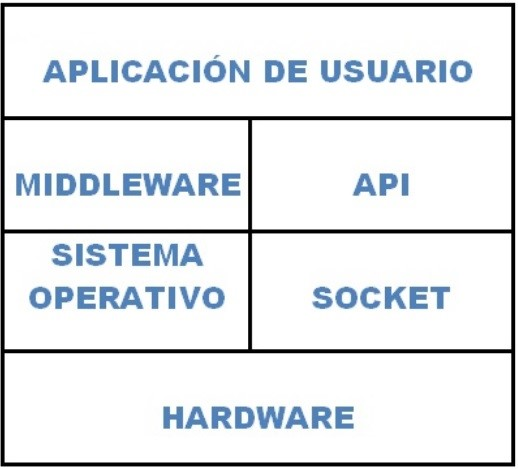 APLICACIÓN DE USUARIO
MIDDLEWARE
API
SISTEMA
OPERATIVO
SOCKET
HARDWARE